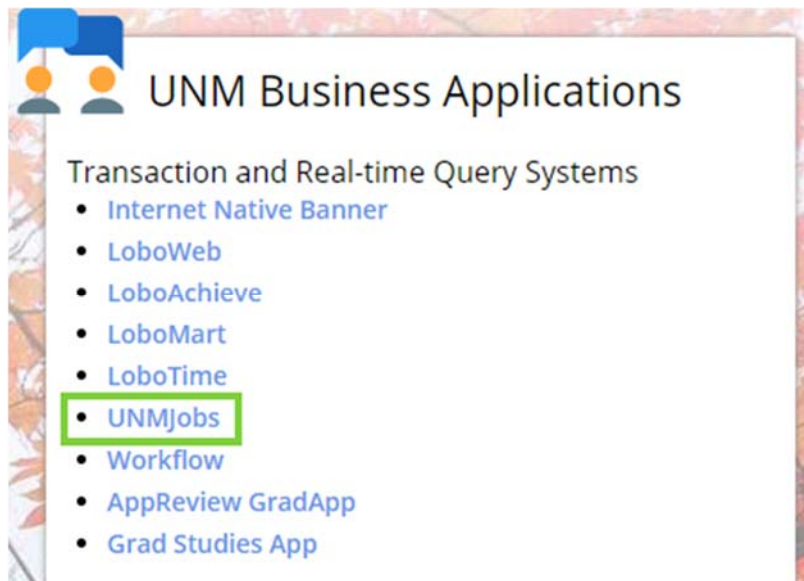 UNM Business Applications
Transaction and Real-time Query Systems
• Internet Native Banner
• LoboWeb
• LoboAchieve
• LoboMart
• LoboTime
• UNMJobs
• Workflow
• AppReview GradApp
• Grad Studies App